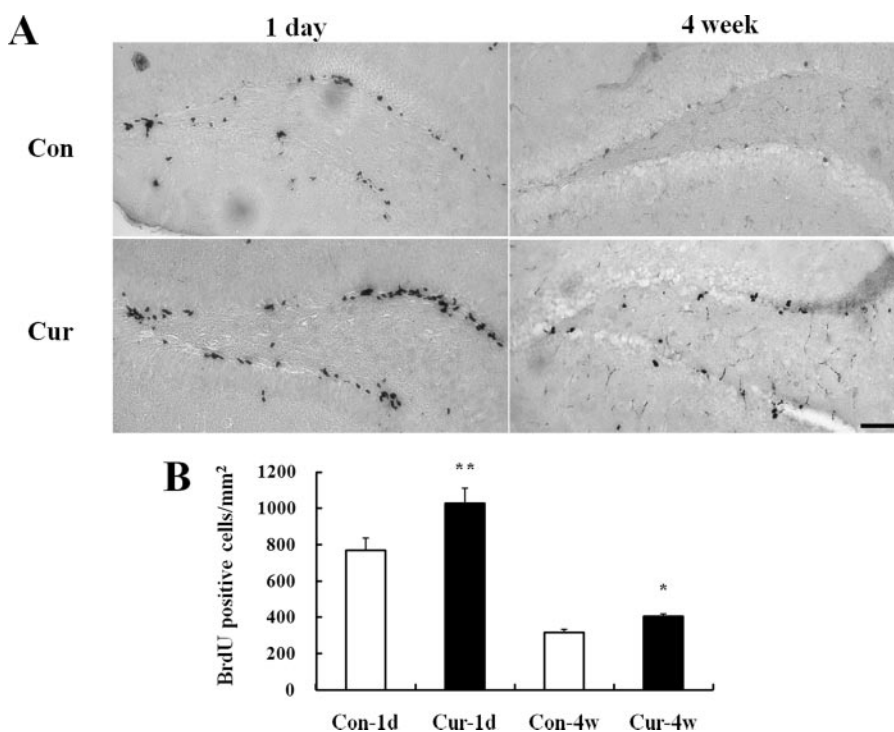 A
1 day
4 week
Con
Cur
B
BrdU positive cells/mm²
1200
1000
800
600
400
200
0
**
*
Con-1d
Cur-1d
Con-4w
Cur-4w